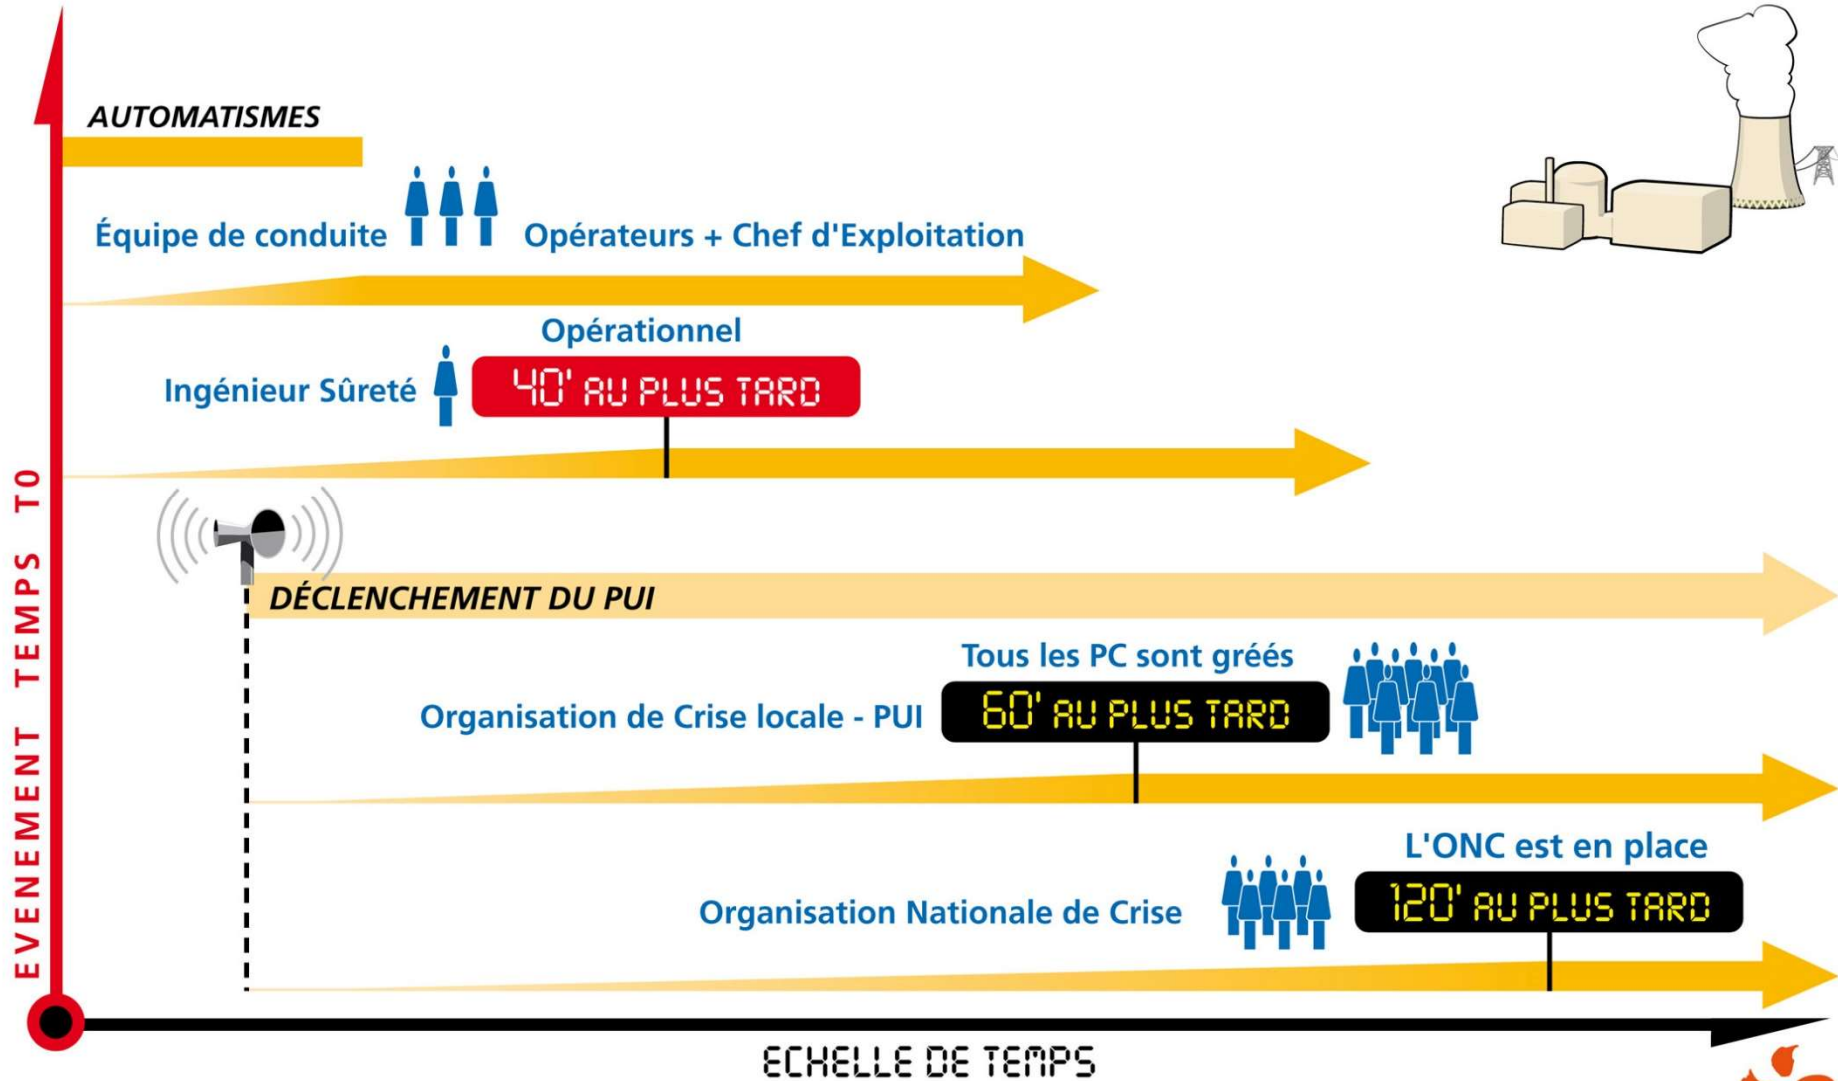 AUTOMATISMES
Équipe de conduite
Opérateurs + Chef d'Exploitation
Opérationnel
Ingénieur Sûreté
40' AU PLUS TARD
DÉCLENCHEMENT DU PUI
Tous les PC sont gréés
Organisation de Crise locale - PUI
60' AU PLUS TARD
L'ONC est en place
Organisation Nationale de Crise
120' AU PLUS TARD
EVENEMENT TEMPS T0
ECHELLE DE TEMPS